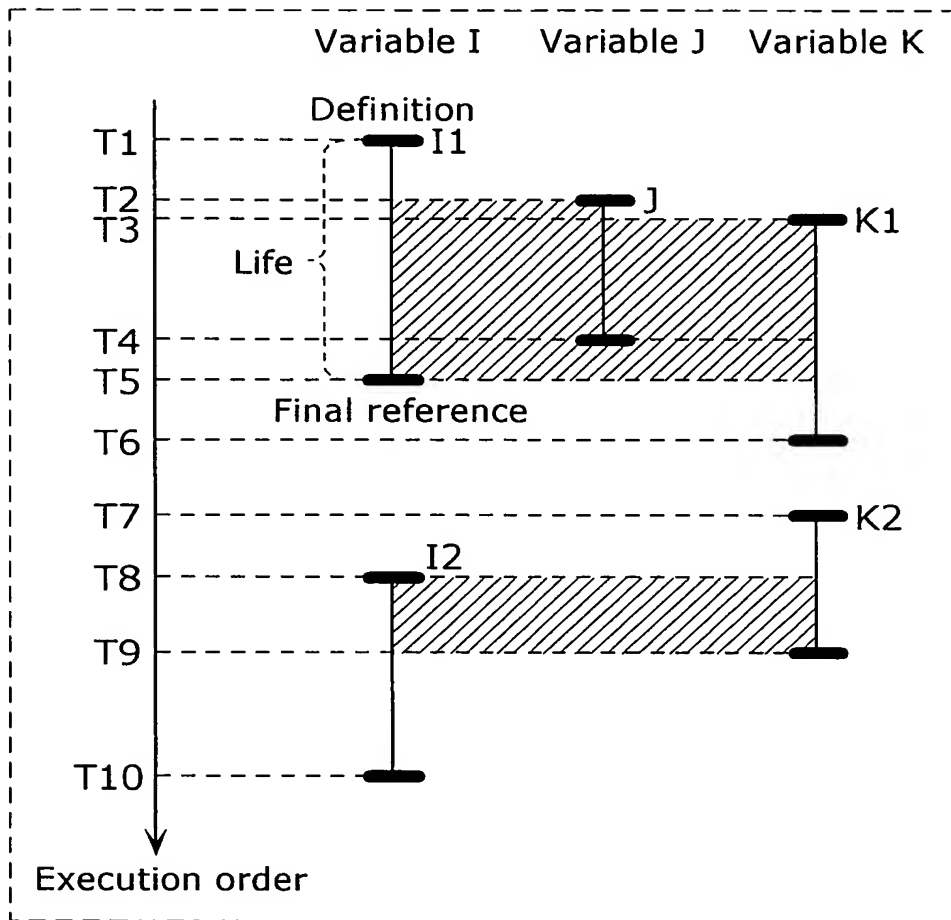 Variable I Variable J Variable K
Definition
T1 I1
T2 J
T3 K1
Life
T4
T5
Final reference
T6
T7 K2
I2
T8
T9
T10
Execution order